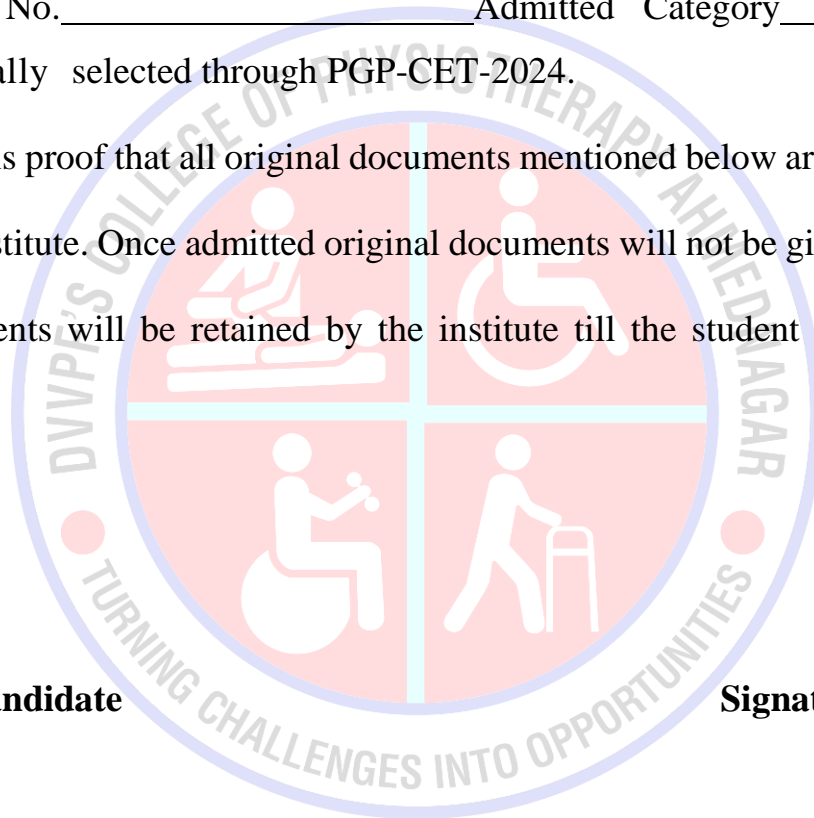 No.______________________Admitted Category__
ally selected through PGP-CET-2024.
s proof that all original documents mentioned below ar
stitute. Once admitted original documents will not be gi
ents will be retained by the institute till the student
ndidate Signat
DVVPF'S COLLEGE OF PHYSIOTHERAPY AHMEDNAGAR
TURNING CHALLENGES INTO OPPORTUNITIES